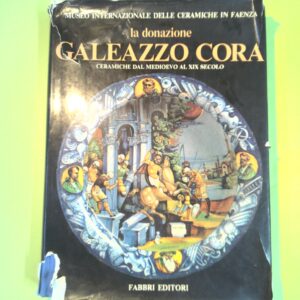 MUSEO INTERNAZIONALE DELLE CERAMICHE IN FAENZA
la donazione
GALEAZZO CORA
CERAMICHE DAL MEDIOEVO AL XIX SECOLO
FABBRI EDITORI